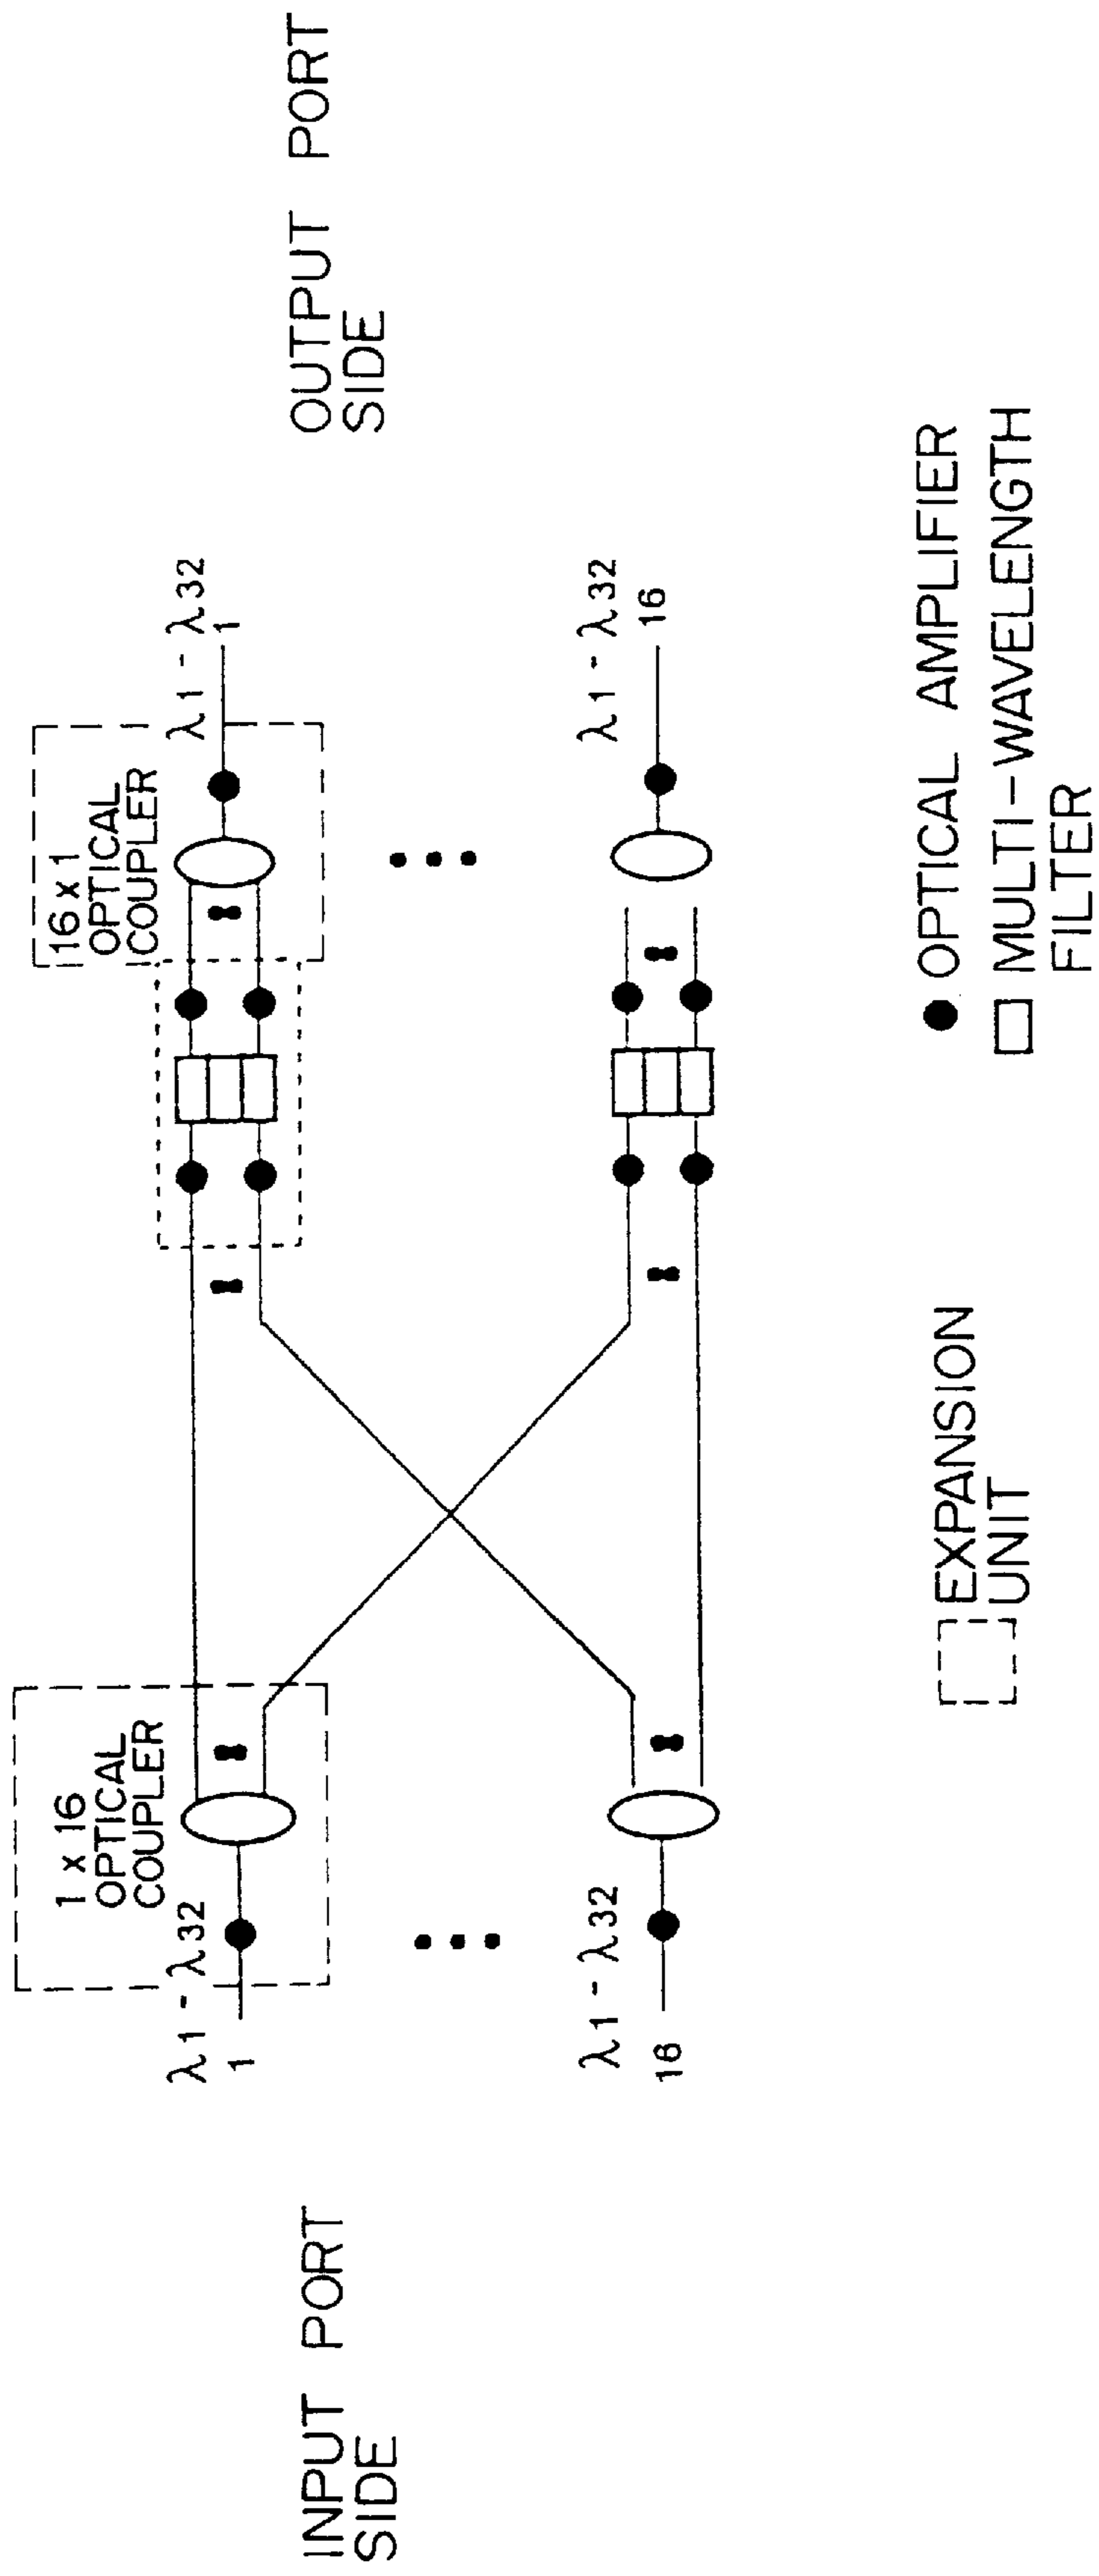 INPUT PORT
SIDE
OUTPUT PORT
SIDE
1 x 16
OPTICAL
COUPLER
λ1 - λ32
1
λ1 - λ32
16
16 x 1
OPTICAL
COUPLER
λ1 - λ32
1
λ1 - λ32
16
EXPANSION
UNIT
OPTICAL AMPLIFIER
MULTI-WAVELENGTH
FILTER